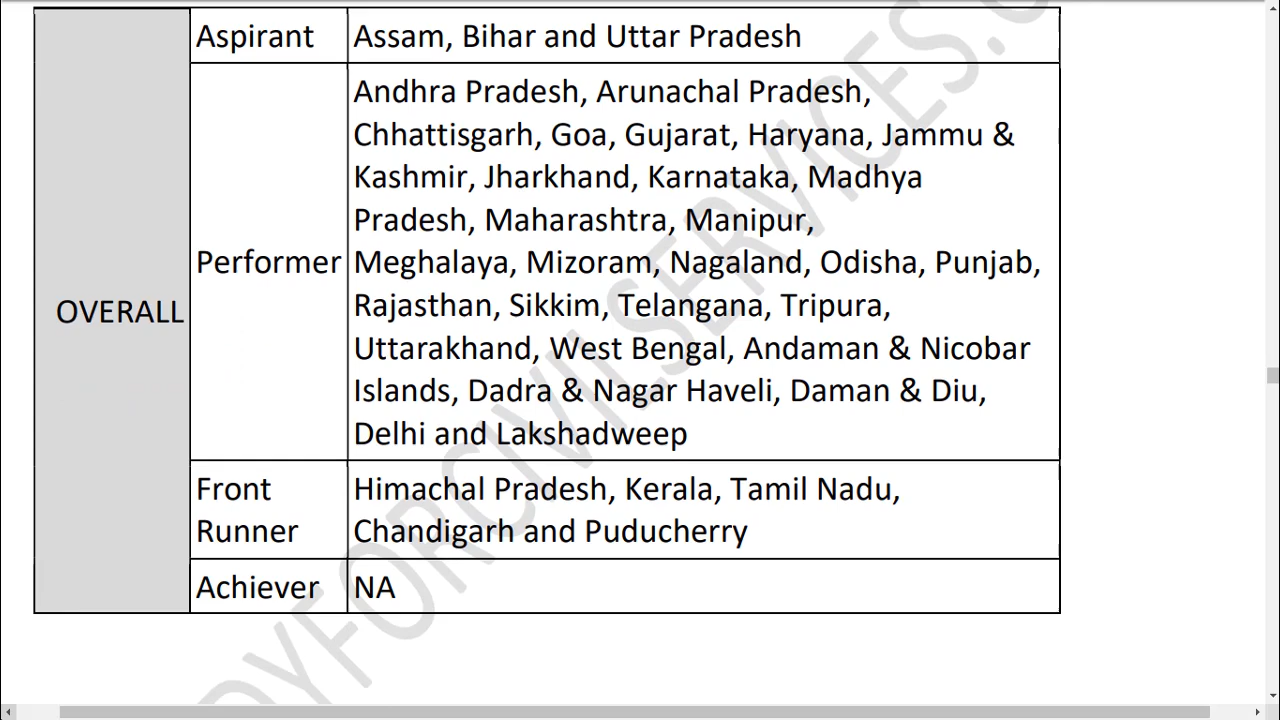 Aspirant Assam, Bihar and Uttar Pradesh
Andhra Pradesh, Arunachal Pradesh,
Chhattisgarh, Goa, Gujarat, Haryana, Jammu &
Kashmir, Jharkhand, Karnataka, Madhya
Pradesh, Maharashtra, Manipur,
Performer Meghalaya, Mizoram, Nagaland, Odisha, Punjab,
OVERALL Rajasthan, Sikkim, Telangana, Tripura,
Uttarakhand, West Bengal, Andaman & Nicobar
Islands, Dadra & Nagar Haveli, Daman & Diu,
Delhi and Lakshadweep
Front Himachal Pradesh, Kerala, Tamil Nadu,
Runner Chandigarh and Puducherry
Achiever NA
DYFORCIVILSERVICES.